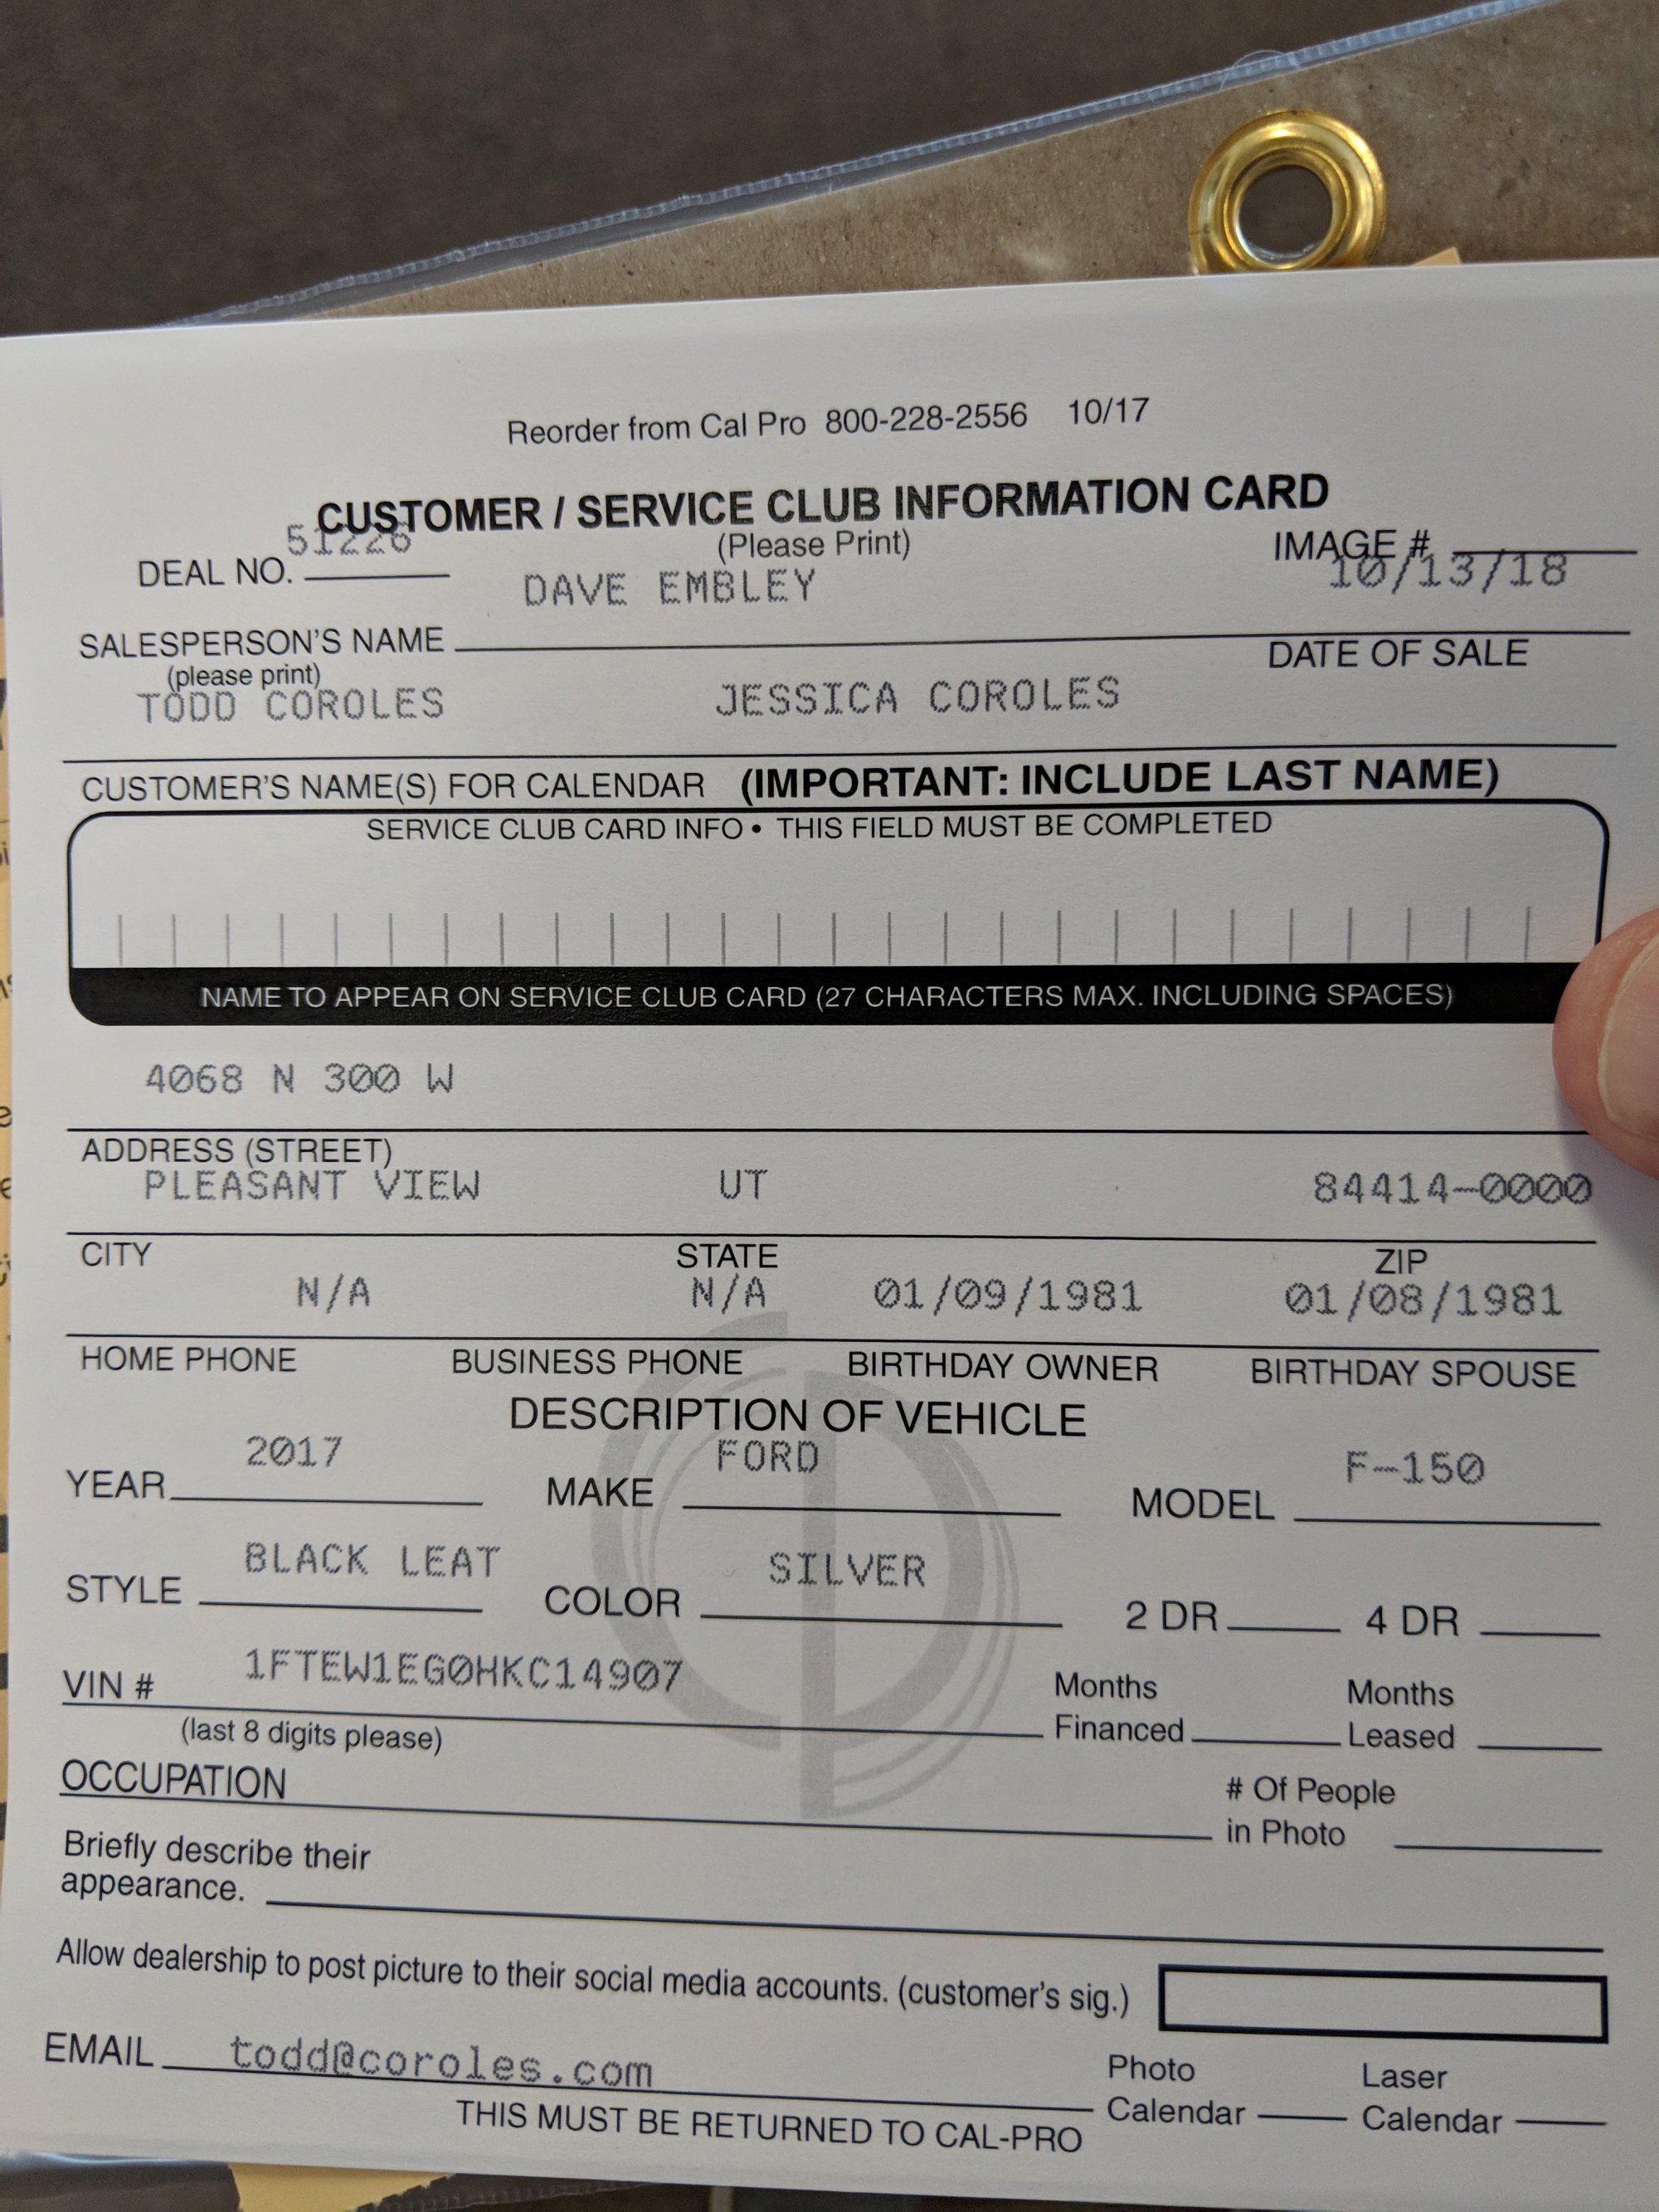 Reorder from Cal Pro 800-228-2556 10/17
CUSTOMER / SERVICE CLUB INFORMATION CARD
51226
DEAL NO. (Please Print) IMAGE #
DAVE EMBLEY 10/13/18
SALESPERSON'S NAME DATE OF SALE
(please print)
TODD COROLES JESSICA COROLES
CUSTOMER'S NAME(S) FOR CALENDAR (IMPORTANT: INCLUDE LAST NAME)
SERVICE CLUB CARD INFO • THIS FIELD MUST BE COMPLETED
NAME TO APPEAR ON SERVICE CLUB CARD (27 CHARACTERS MAX. INCLUDING SPACES)
4068 N 300 W
ADDRESS (STREET)
PLEASANT VIEW UT 84414-0000
CITY STATE ZIP
N/A N/A 01/09/1981 01/08/1981
HOME PHONE BUSINESS PHONE BIRTHDAY OWNER BIRTHDAY SPOUSE
DESCRIPTION OF VEHICLE
2017 FORD F-150
YEAR MAKE MODEL
BLACK LEAT SILVER
STYLE COLOR 2 DR 4 DR
1FTEW1EG0HKC14907
VIN # Months Financed Months Leased
(last 8 digits please)
OCCUPATION # Of People in Photo
Briefly describe their
appearance.
Allow dealership to post picture to their social media accounts. (customer's sig.)
EMAIL todd@coroles.com Photo Calendar Laser Calendar
THIS MUST BE RETURNED TO CAL-PRO